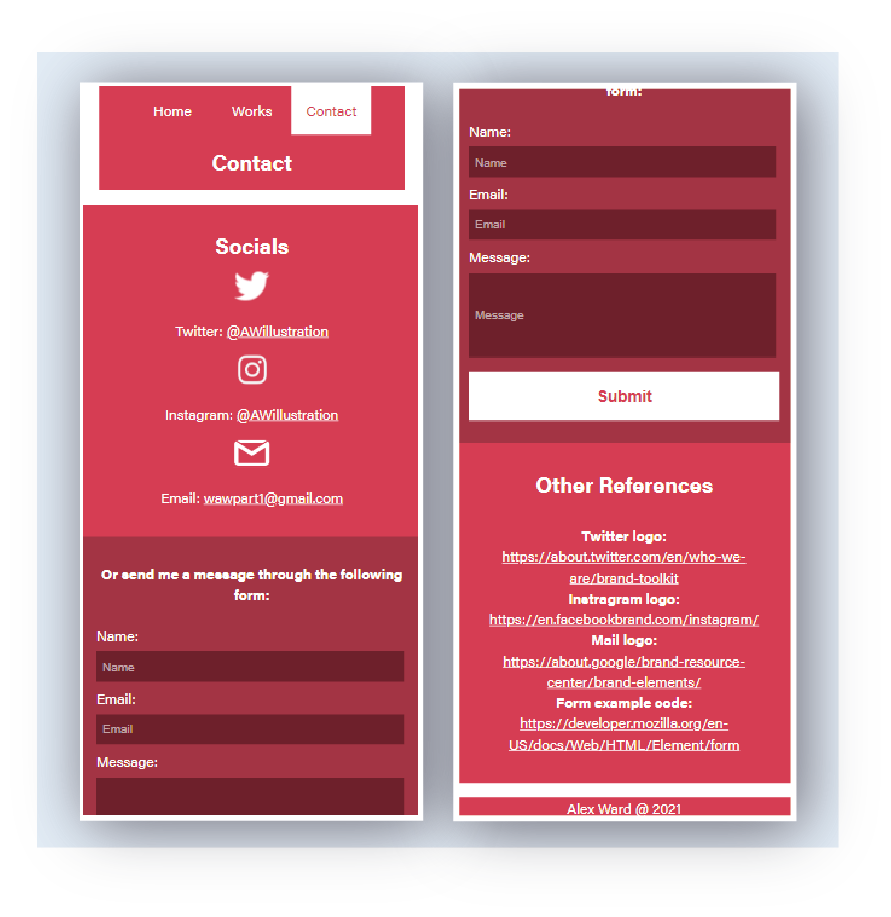 Home Works Contact
Contact
Socials
Twitter: @AWillustration
Instagram: @AWillustration
Email: wawpart1@gmail.com
Or send me a message through the following
form:
Name:
Name
Email:
Email
Message:
form:
Name:
Name
Email:
Email
Message:
Message
Submit
Other References
Twitter logo:
https://about.twitter.com/en/who-we-
are/brand-toolkit
Instragram logo:
https://en.facebookbrand.com/instagram/
Mail logo:
https://about.google/brand-resource-
center/brand-elements/
Form example code:
https://developer.mozilla.org/en-
US/docs/Web/HTML/Element/form
Alex Ward @ 2021